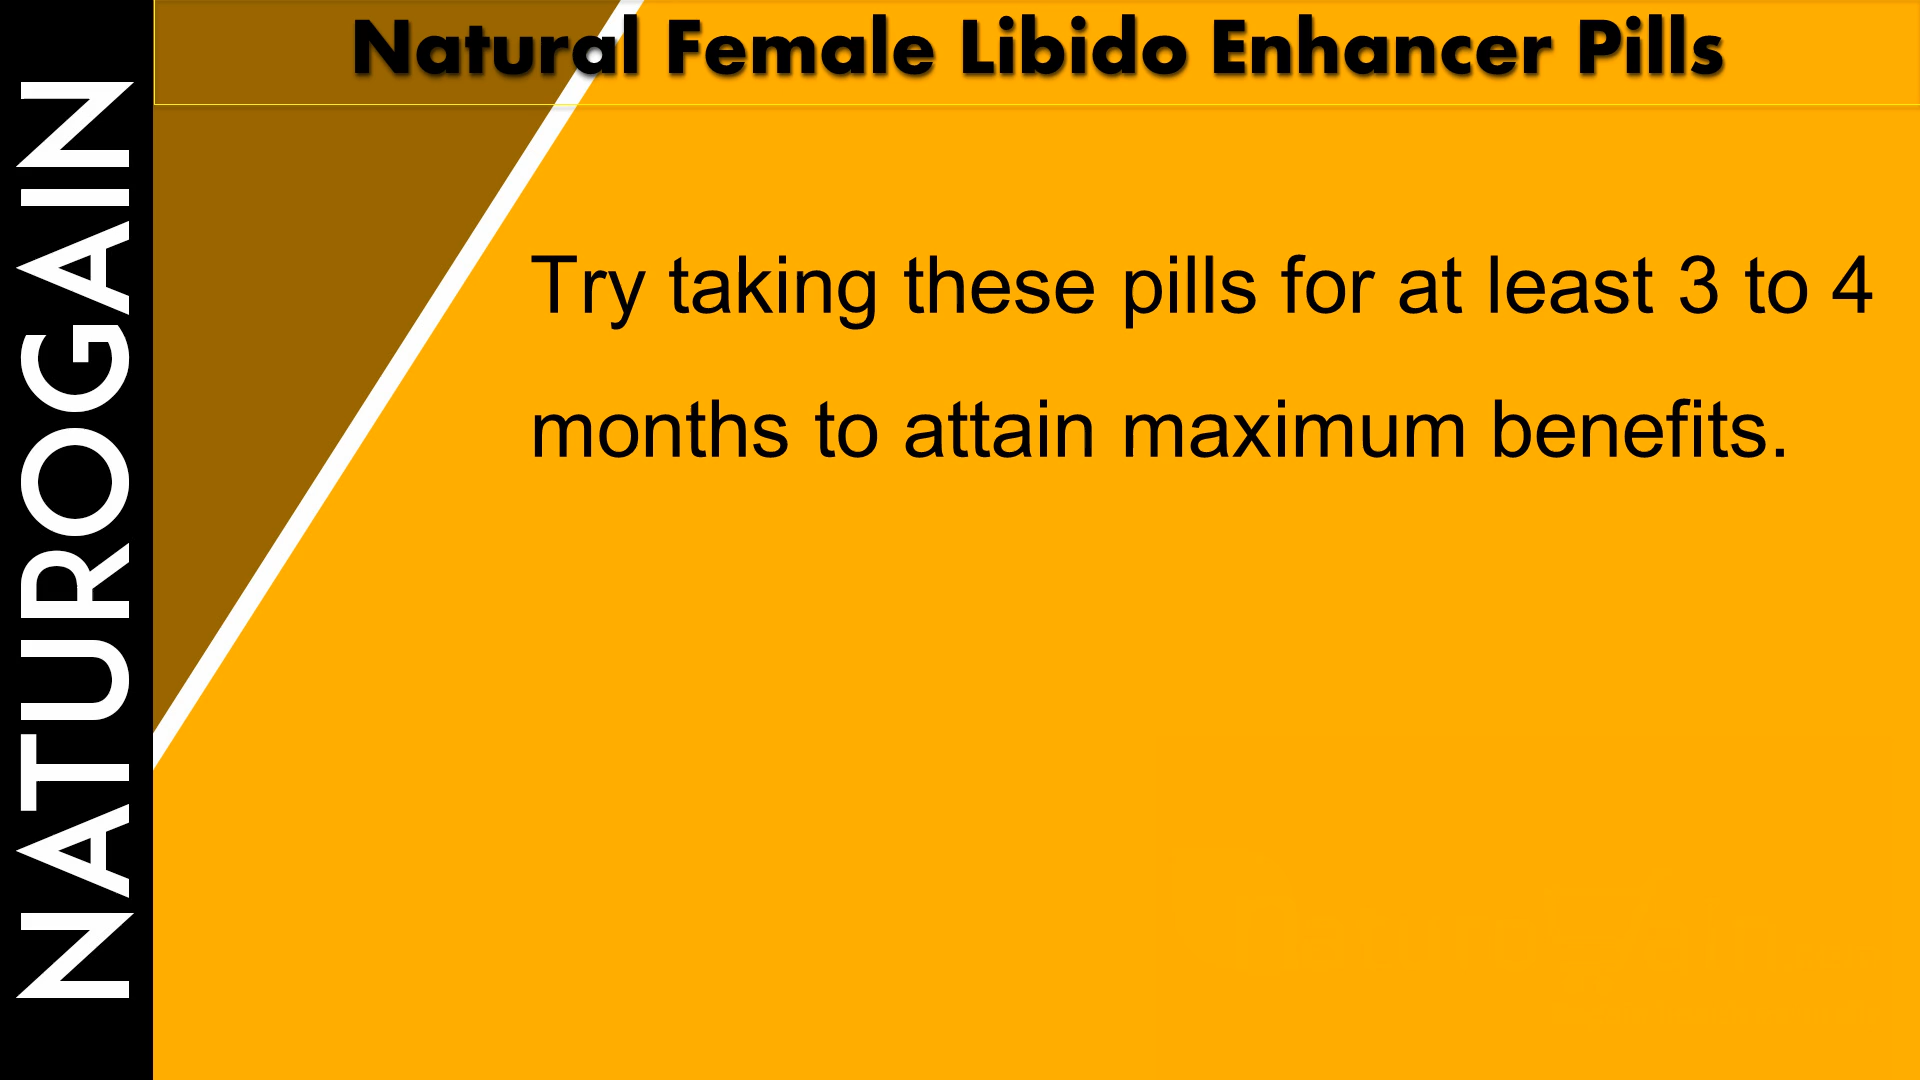 Natural Female Libido Enhancer Pills
NATUROGAIN
Try taking these pills for at least 3 to 4
months to attain maximum benefits.